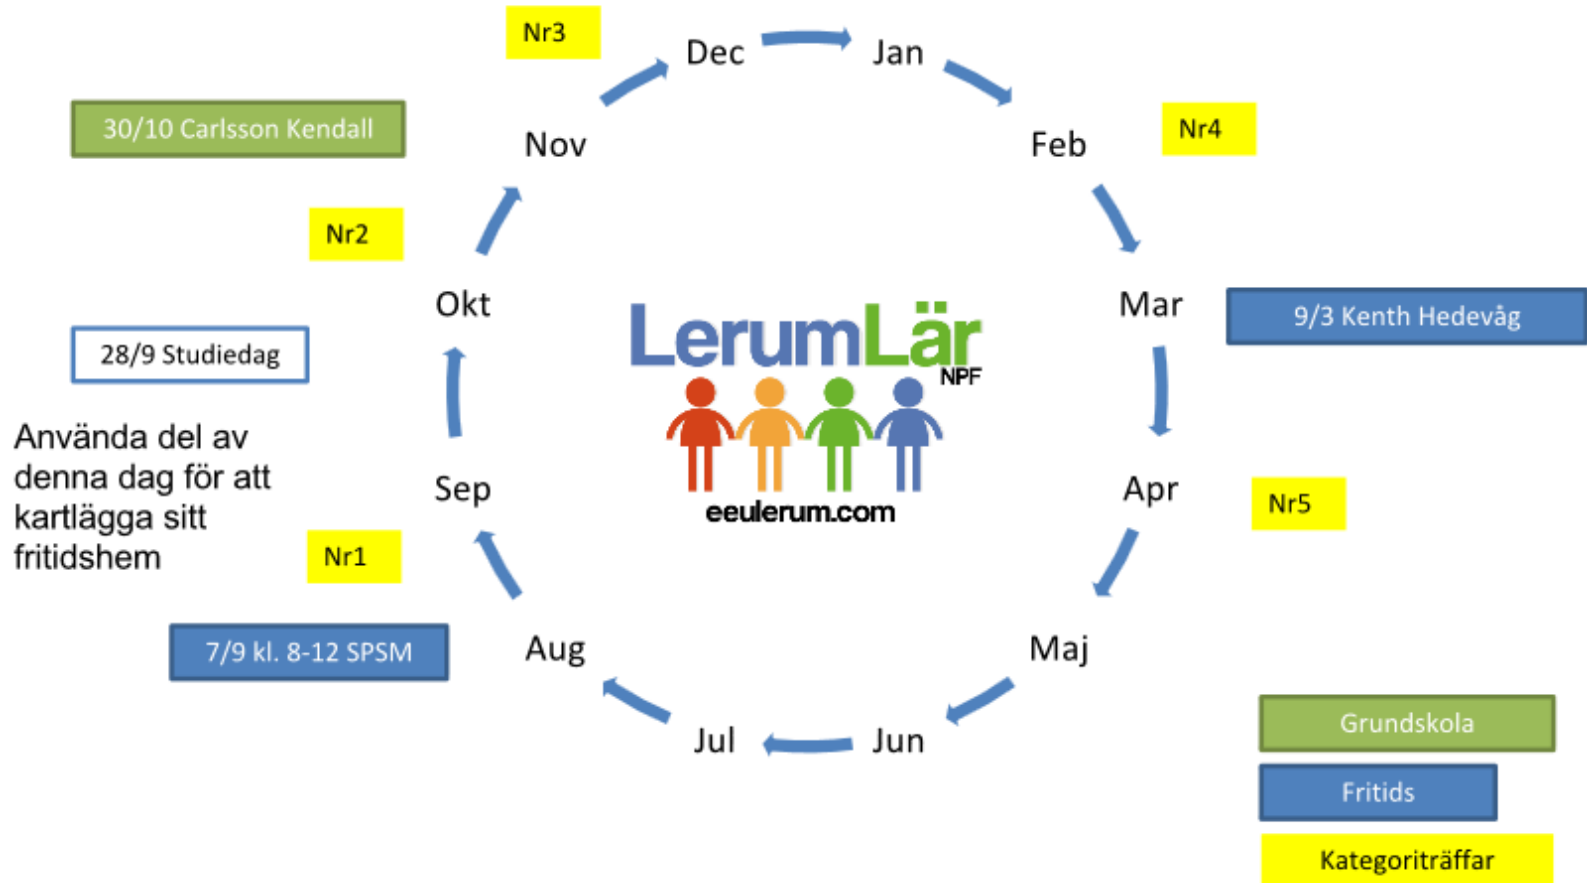 Nr3
Dec
Jan
30/10 Carlsson Kendall
Nov
Feb
Nr4
Nr2
Okt
Mar
9/3 Kenth Hedevåg
28/9 Studiedag
LerumLär
NPF
Använda del av
denna dag för att
kartlägga sitt
fritidshem
Sep
Apr
Nr5
eeulerum.com
Nr1
7/9 kl. 8-12 SPSM
Aug
Maj
Jul
Jun
Grundskola
Fritids
Kategoriträffar